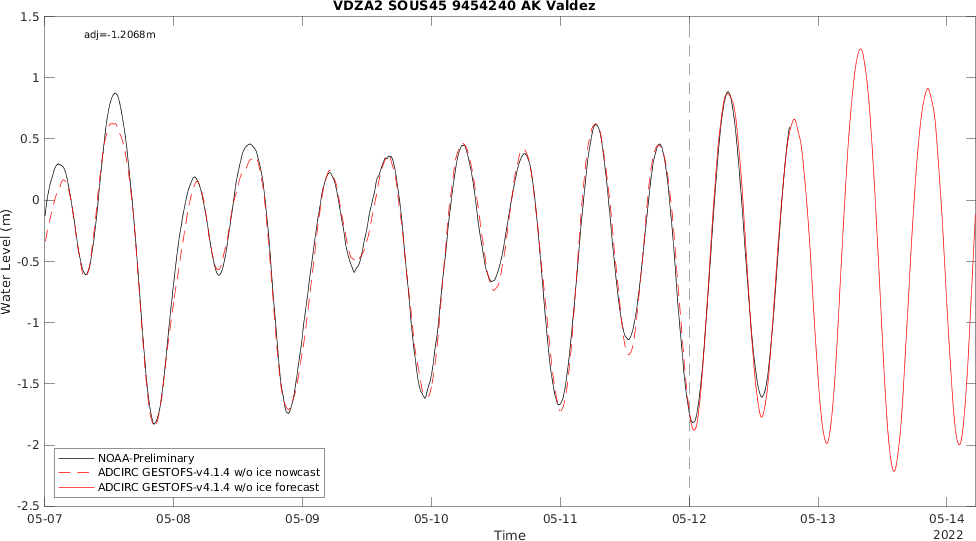 VDZA2 SOUS45 9454240 AK Valdez
adj=-1.2068m
1.5
1
0.5
0
-0.5
-1
-1.5
-2
-2.5
Water Level (m)
NOAA-Preliminary
ADCIRC GESTOFS-v4.1.4 w/o ice nowcast
ADCIRC GESTOFS-v4.1.4 w/o ice forecast
05-07 05-08 05-09 05-10 05-11 05-12 05-13 05-14
Time
2022